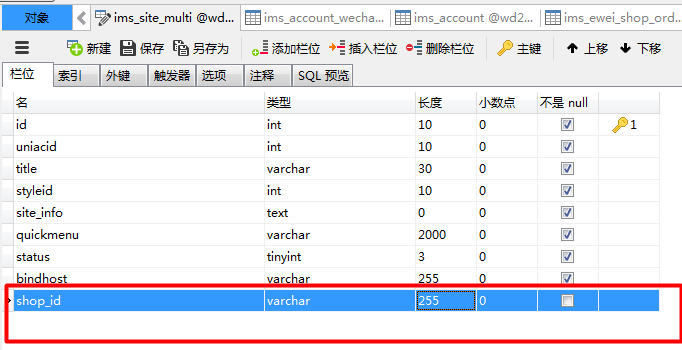 对象 ims_site_multi @wd... ims_account_wecha... ims_account @wd2... ims_ewei_shop_ord...
新建 保存 另存为 添加栏位 插入栏位 删除栏位 主键 上移 下移
栏位 索引 外键 触发器 选项 注释 SQL 预览
名 类型 长度 小数点 不是 null
id int 10 0 1
uniacid int 10 0
title varchar 30 0
styleid int 10 0
site_info text 0 0
quickmenu varchar 2000 0
status tinyint 3 0
bindhost varchar 255 0
shop_id varchar 255 0